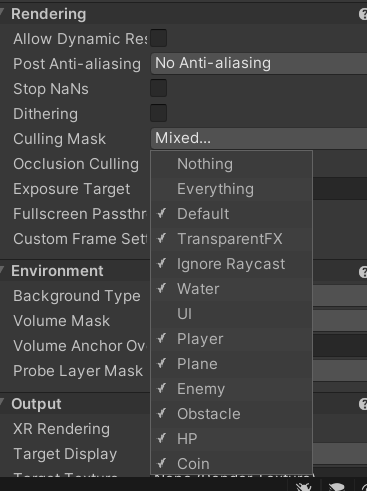 Rendering
Allow Dynamic Res
Post Anti-aliasing No Anti-aliasing
Stop NaNs
Dithering
Culling Mask Mixed...
Occlusion Culling Nothing
Exposure Target Everything
Fullscreen Passthr Default
Custom Frame Sett TransparentFX
Ignore Raycast
Environment Water
Background Type UI
Volume Mask Player
Volume Anchor Ov Plane
Probe Layer Mask Enemy
Output Obstacle
XR Rendering HP
Target Display Coin
Target Texture None (Render Texture)